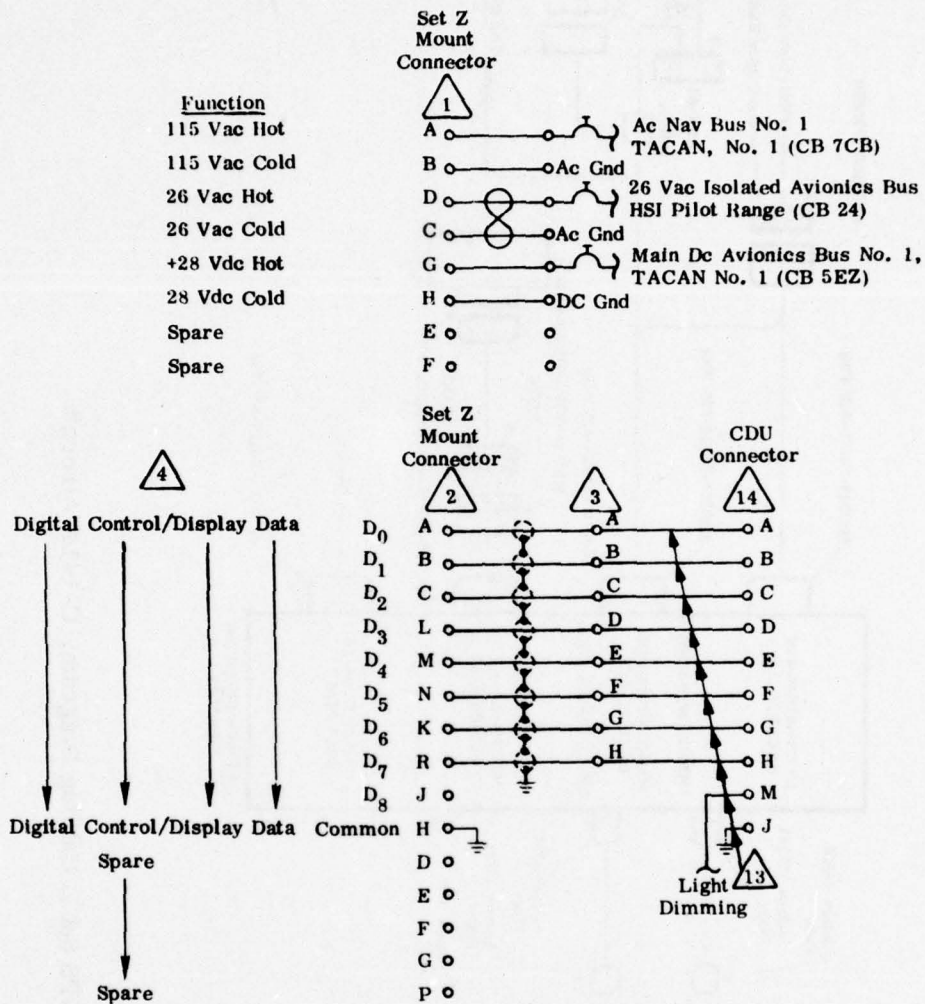 Set Z
Mount
Connector
Function
1
115 Vac Hot A Ac Nav Bus No. 1
TACAN, No. 1 (CB 7CB)
115 Vac Cold B Ac Gnd
26 Vac Hot D 26 Vac Isolated Avionics Bus
HSI Pilot Range (CB 24)
26 Vac Cold C Ac Gnd
+28 Vdc Hot G Main Dc Avionics Bus No. 1,
TACAN No. 1 (CB 5EZ)
28 Vdc Cold H DC Gnd
Spare E
Spare F
Set Z
Mount
Connector
CDU
Connector
4 2 3 14
Digital Control/Display Data D0 A A A
D1 B B B
D2 C C C
D3 L D D
D4 M E E
D5 N F F
D6 K G G
D7 R H H
D8 J M
Digital Control/Display Data Common H J
Spare D
E
Light
Dimming
13
F
G
Spare P